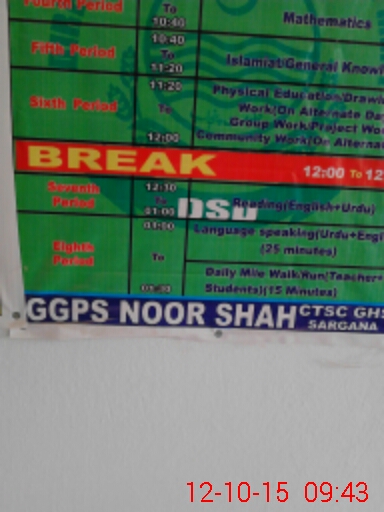 Fourth Period
To
10:40
Mathematics
Fifth Period
10:40
To
11:20
Islamiat/General Know
Sixth Period
11:20
To
12:00
Physical Education/Drawi
Work/On Alternate Da
Group Work/Project Wo
Community Work/On Alterna
BREAK
12:00 To 12
Seventh
Period
12:10
To
01:00
DSD
Reading(English+Urdu)
Eighth
Period
01:00
To
Language speaking(Urdu+Engl
(25 minutes)
Daily Mile Walk/Run(Teacher+
Students)(15 Minutes)
GGPS NOOR SHAH
CTSC GHS
SARGANA
12-10-15 09:43